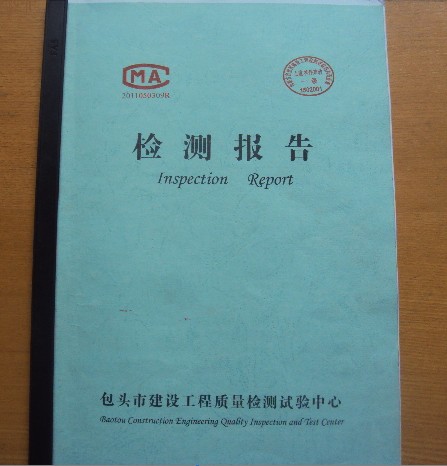 MA
2011050309R
1502001
检测报告
Inspection Report
包头市建设工程质量检测试验中心
Baotou Construction Engineering Quality Inspection and Test Center